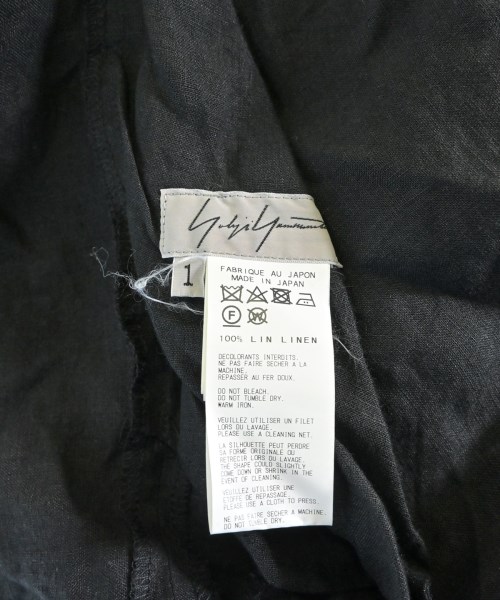 Yohji Yamamoto
1
FABRIQUE AU JAPON
MADE IN JAPAN
F
W
100% LIN LINEN
DECOLORANTS INTERDITS.
NE PAS FAIRE SECHER A LA
MACHINE.
REPASSER AU FER DOUX.
DO NOT BLEACH.
DO NOT TUMBLE DRY.
WARM IRON.
VEUILLEZ UTILISER UN FILET
LORS DU LAVAGE.
PLEASE USE A CLEANING NET.
LA SILHOUETTE PEUT PERDRE
SA FORME ORIGINALE OU
RETRECIR LORS DU LAVAGE.
THE SHAPE COULD SLIGHTLY
COME DOWN OR SHRINK IN THE
EVENT OF CLEANING.
VEUILLEZ UTILISER UNE
ETOFFE DE REPASSAGE.
PLEASE USE A CLOTH TO PRESS.
NE PAS FAIRE SECHER A MACHINE.
DO NOT TUMBLE DRY.